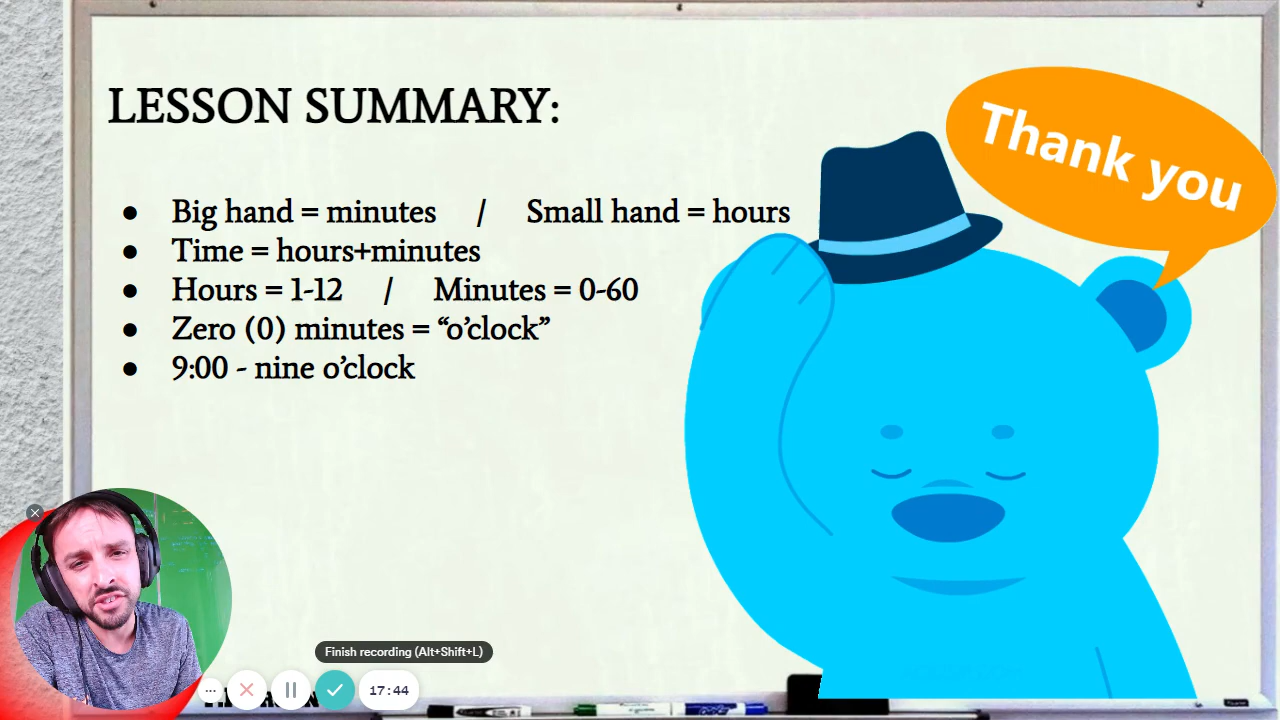 LESSON SUMMARY:
Thank you
● Big hand = minutes / Small hand = hours
● Time = hours+minutes
● Hours = 1-12 / Minutes = 0-60
● Zero (0) minutes = “o’clock”
● 9:00 - nine o’clock
Finish recording (Alt+Shift+L)
17:44